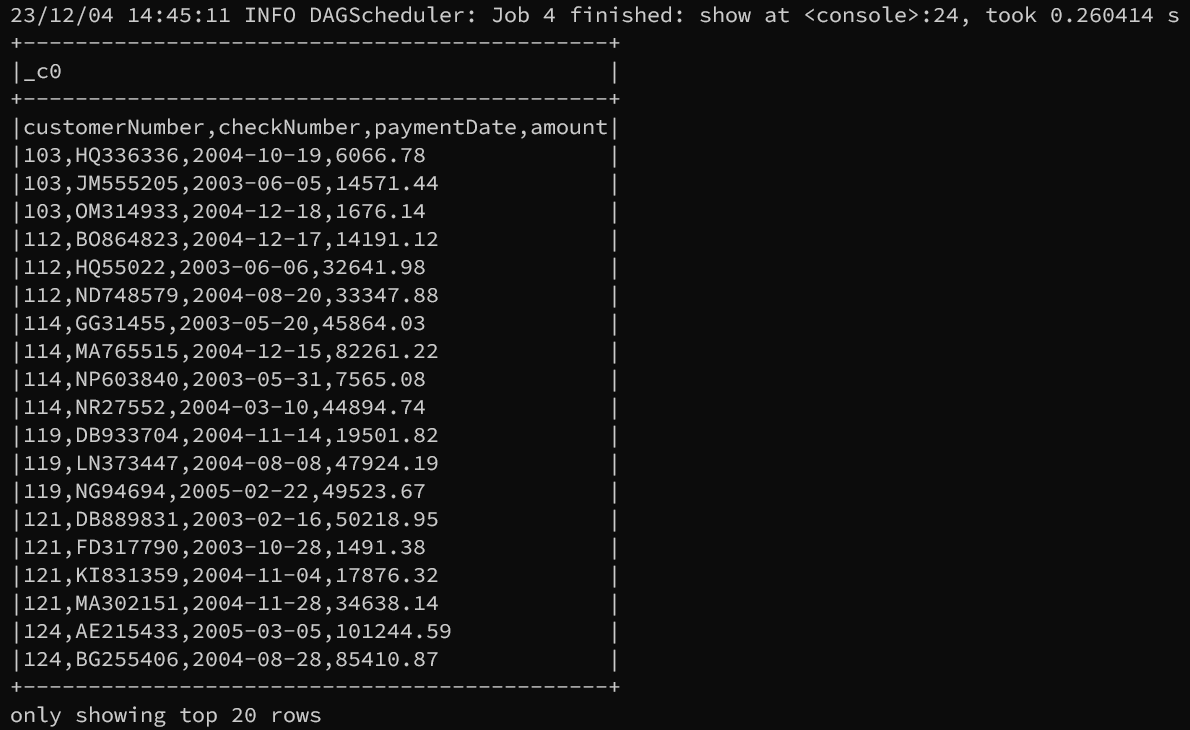 23/12/04 14:45:11 INFO DAGScheduler: Job 4 finished: show at <console>:24, took 0.260414 s
+---------------------------------------------+
|_c0                                          |
+---------------------------------------------+
|customerNumber,checkNumber,paymentDate,amount|
|103,HQ336336,2004-10-19,6066.78              |
|103,JM555205,2003-06-05,14571.44             |
|103,OM314933,2004-12-18,1676.14              |
|112,BO864823,2004-12-17,14191.12             |
|112,HQ55022,2003-06-06,32641.98              |
|112,ND748579,2004-08-20,33347.88             |
|114,GG31455,2003-05-20,45864.03              |
|114,MA765515,2004-12-15,82261.22             |
|114,NP603840,2003-05-31,7565.08              |
|114,NR27552,2004-03-10,44894.74              |
|119,DB933704,2004-11-14,19501.82             |
|119,LN373447,2004-08-08,47924.19             |
|119,NG94694,2005-02-22,49523.67              |
|121,DB889831,2003-02-16,50218.95             |
|121,FD317790,2003-10-28,1491.38              |
|121,KI831359,2004-11-04,17876.32             |
|121,MA302151,2004-11-28,34638.14             |
|124,AE215433,2005-03-05,101244.59            |
|124,BG255406,2004-08-28,85410.87             |
+---------------------------------------------+
only showing top 20 rows